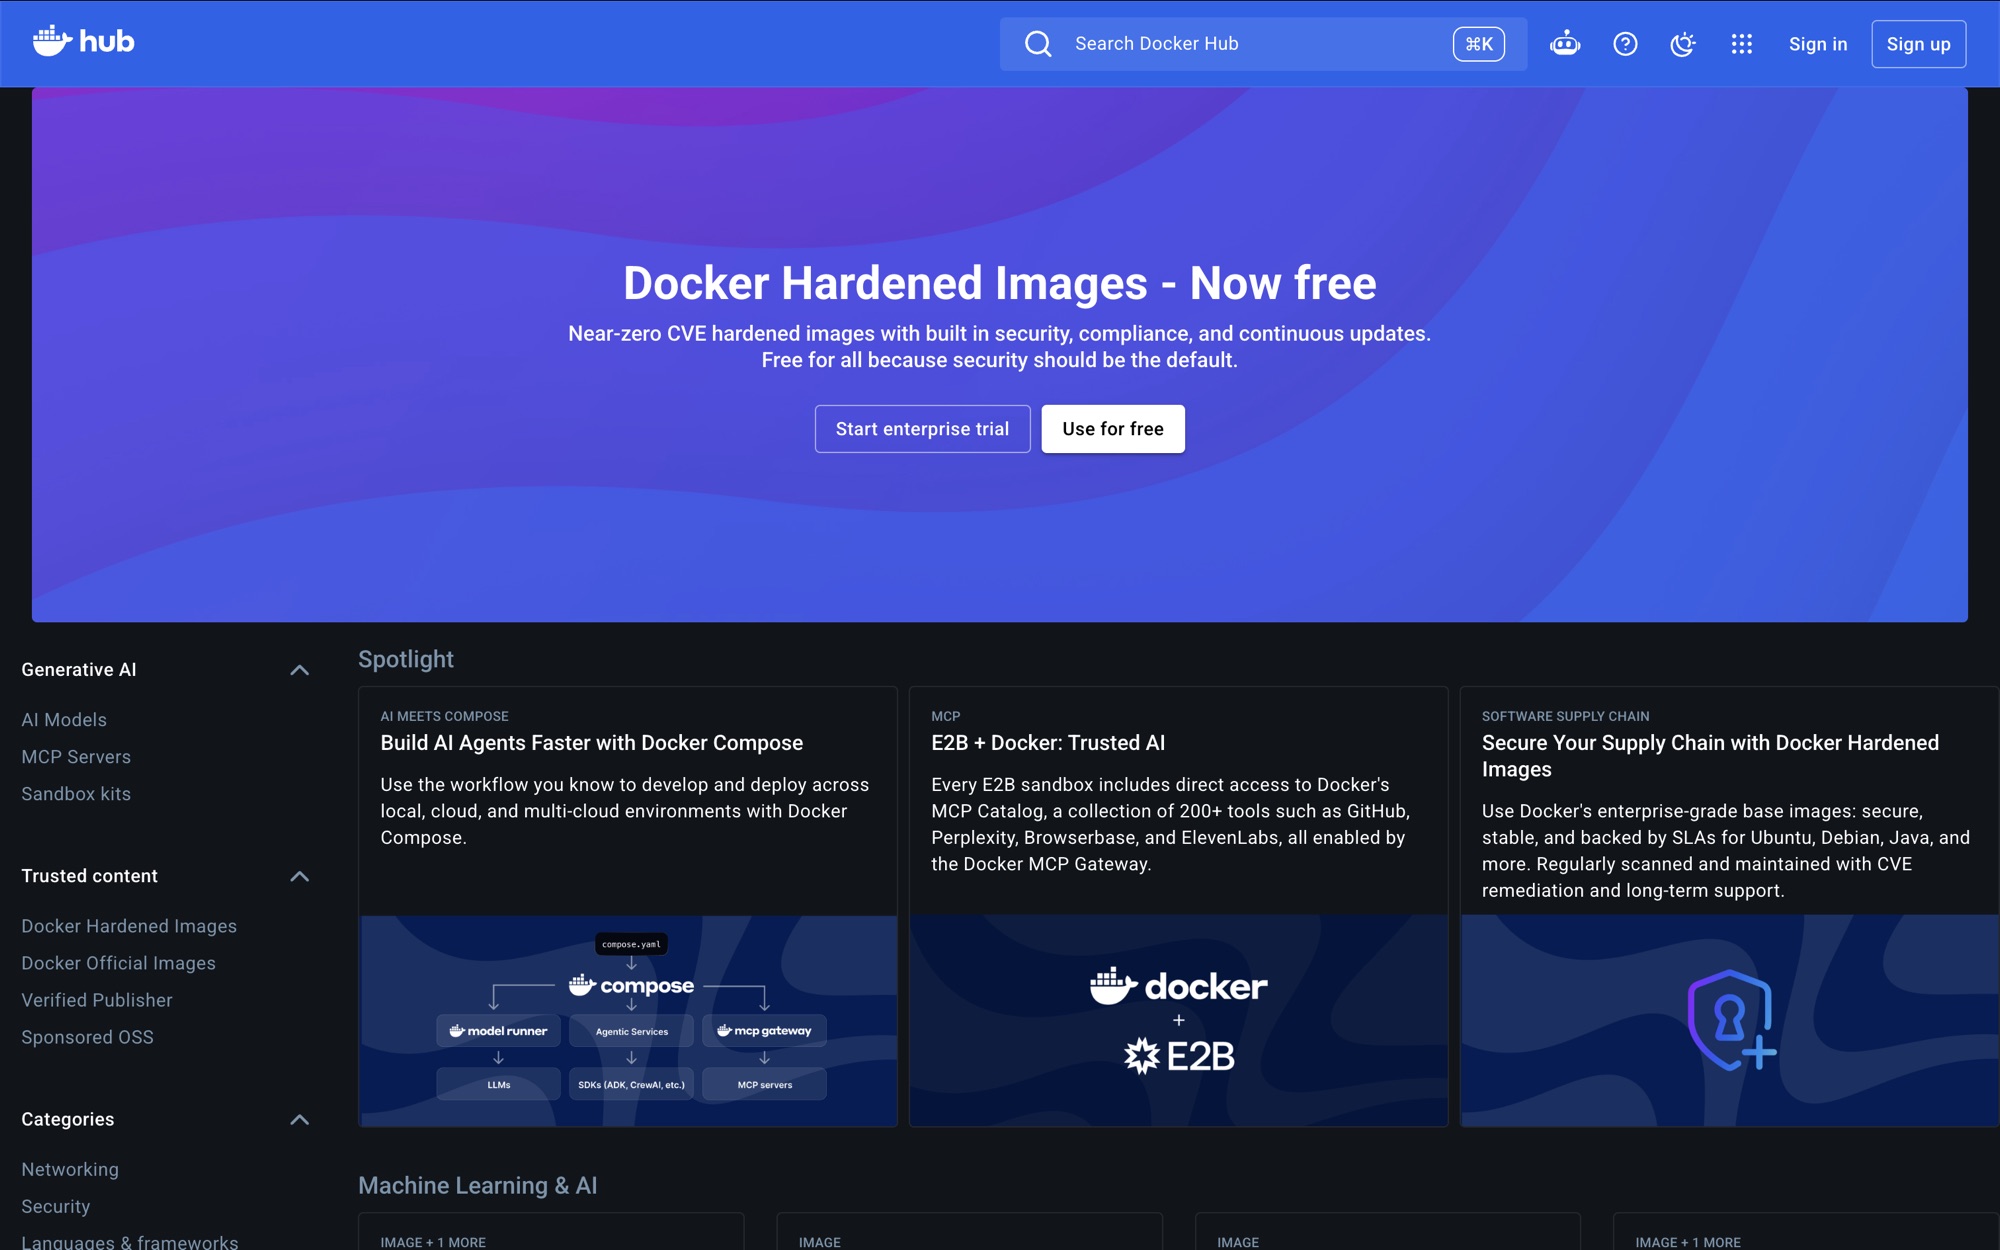 hub
Search Docker Hub
⌘K
Sign in
Sign up
Docker Hardened Images - Now free
Near-zero CVE hardened images with built in security, compliance, and continuous updates.
Free for all because security should be the default.
Start enterprise trial
Use for free
Generative AI
AI Models
MCP Servers
Sandbox kits
Trusted content
Docker Hardened Images
Docker Official Images
Verified Publisher
Sponsored OSS
Categories
Networking
Security
Languages & frameworks
Spotlight
AI MEETS COMPOSE
Build AI Agents Faster with Docker Compose
Use the workflow you know to develop and deploy across
local, cloud, and multi-cloud environments with Docker
Compose.
compose.yaml
compose
model runner
Agentic Services
mcp gateway
LLMs
SDKs (ADK, CrewAI, etc.)
MCP servers
MCP
E2B + Docker: Trusted AI
Every E2B sandbox includes direct access to Docker's
MCP Catalog, a collection of 200+ tools such as GitHub,
Perplexity, Browserbase, and ElevenLabs, all enabled by
the Docker MCP Gateway.
docker
+
E2B
SOFTWARE SUPPLY CHAIN
Secure Your Supply Chain with Docker Hardened
Images
Use Docker's enterprise-grade base images: secure,
stable, and backed by SLAs for Ubuntu, Debian, Java, and
more. Regularly scanned and maintained with CVE
remediation and long-term support.
Machine Learning & AI
IMAGE + 1 MORE
IMAGE
IMAGE
IMAGE + 1 MORE